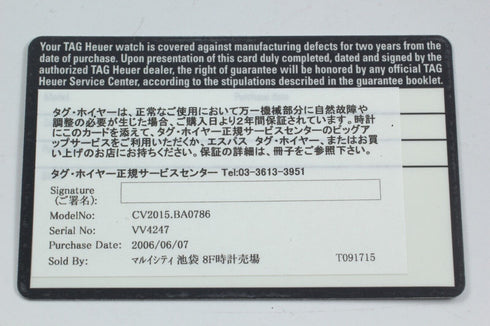 Your TAG Heuer watch is covered against manufacturing defects for two years from the
date of purchase. Upon presentation of this card duly completed, dated and signed by the
authorized TAG Heuer dealer, the right of guarantee will be honored by any official TAG
Heuer Service Center, according to the stipulations described in the guarantee booklet.
タグ・ホイヤーは、正常なご使用において万一機械部分に自然故障や
調整の必要が生じた場合、ご購入日より2年間保証されています。時計
にこのカードを添えて、タグ・ホイヤー正規サービスセンターのピックア
ップサービスをご利用いただくか、エスパス タグ・ホイヤー、またはお買
い上げのお店にお持ちください。保証の詳細は、冊子をご参照下さい。
タグ・ホイヤー正規サービスセンター Tel:03-3613-3951
Signature
(ご署名):
ModelNo: CV2015.BA0786
Serial No: VV4247
Purchase Date: 2006/06/07
Sold By: マルイシティ 池袋 8F時計売場 T091715